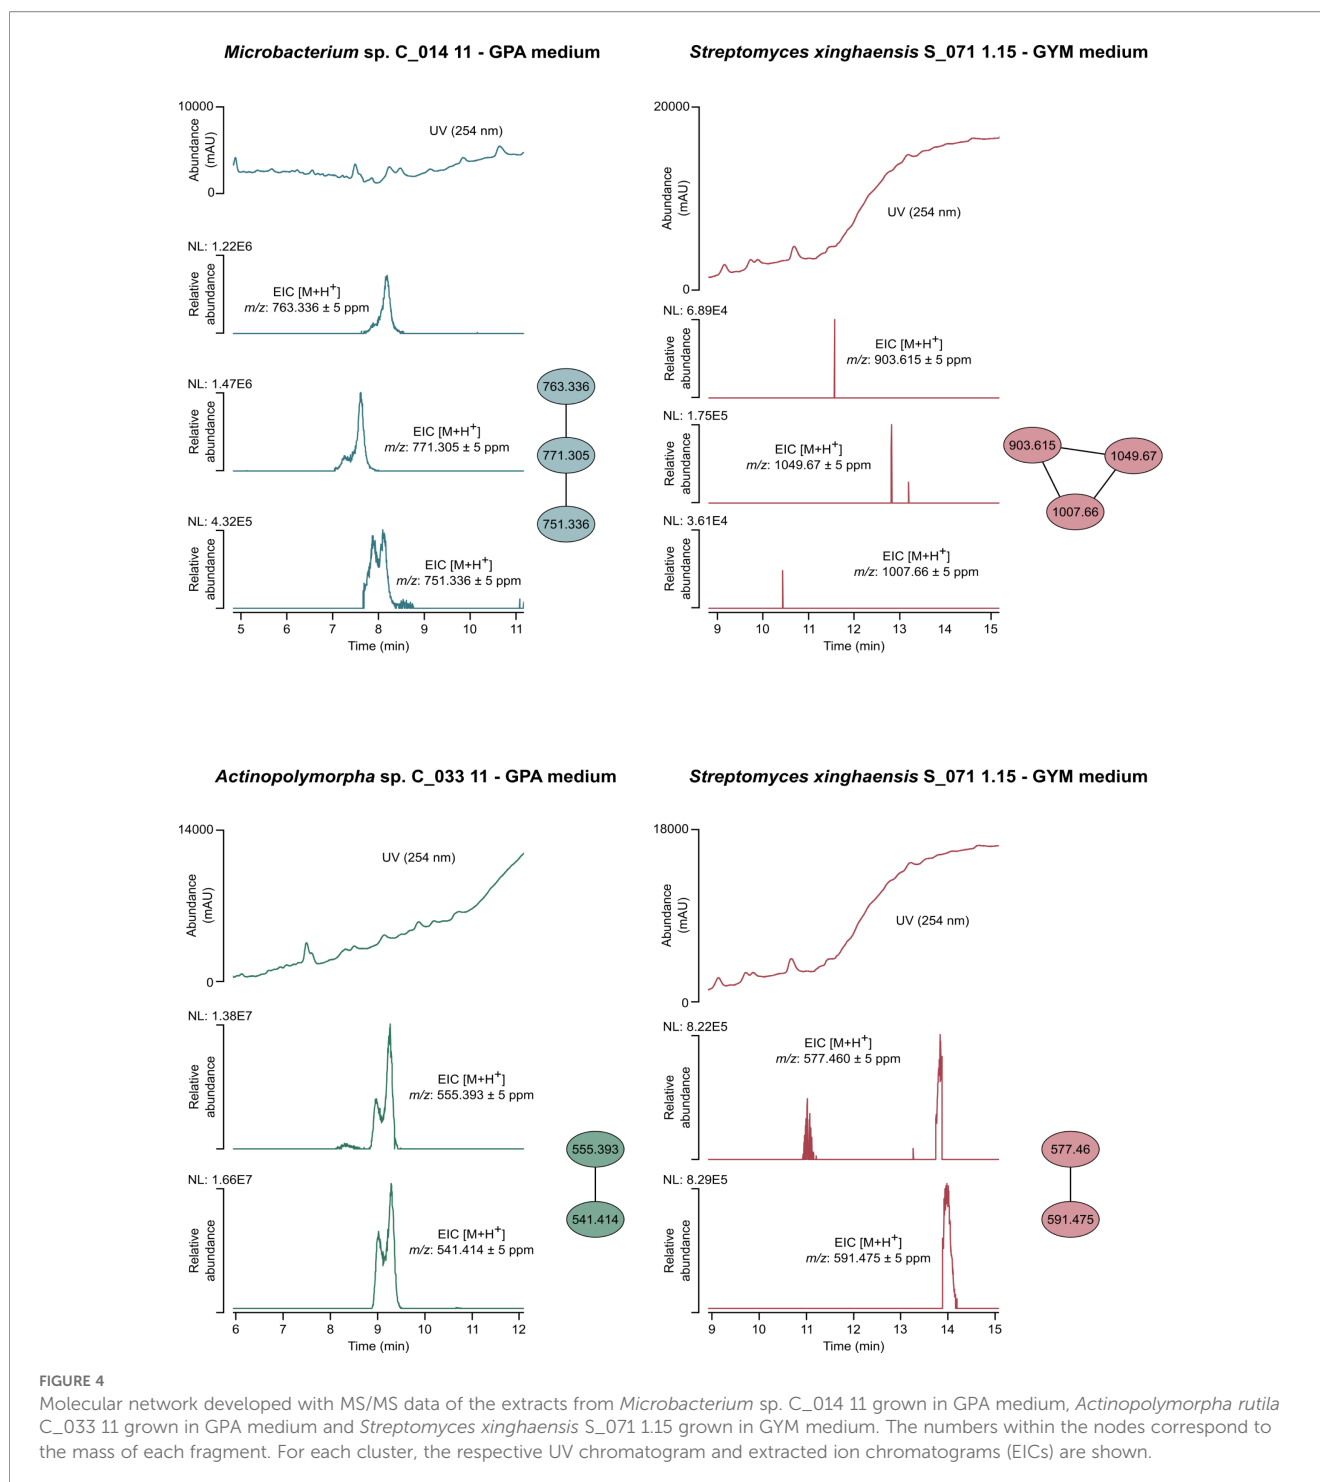 Microbacterium sp. C_014 11 - GPA medium
10000
Abundance
(mAU)
0
UV (254 nm)
NL: 1.22E6
Relative
abundance
EIC [M+H+]
m/z: 763.336 ± 5 ppm
NL: 1.47E6
Relative
abundance
EIC [M+H+]
m/z: 771.305 ± 5 ppm
NL: 4.32E5
Relative
abundance
EIC [M+H+]
m/z: 751.336 ± 5 ppm
5 6 7 8 9 10 11
Time (min)
763.336
771.305
751.336
Streptomyces xinghaensis S_071 1.15 - GYM medium
20000
Abundance
(mAU)
0
UV (254 nm)
NL: 6.89E4
Relative
abundance
EIC [M+H+]
m/z: 903.615 ± 5 ppm
NL: 1.75E5
Relative
abundance
EIC [M+H+]
m/z: 1049.67 ± 5 ppm
NL: 3.61E4
Relative
abundance
EIC [M+H+]
m/z: 1007.66 ± 5 ppm
9 10 11 12 13 14 15
Time (min)
903.615
1049.67
1007.66
Actinopolymorpha sp. C_033 11 - GPA medium
14000
Abundance
(mAU)
0
UV (254 nm)
NL: 1.38E7
Relative
abundance
EIC [M+H+]
m/z: 555.393 ± 5 ppm
NL: 1.66E7
Relative
abundance
EIC [M+H+]
m/z: 541.414 ± 5 ppm
6 7 8 9 10 11 12
Time (min)
555.393
541.414
Streptomyces xinghaensis S_071 1.15 - GYM medium
18000
Abundance
(mAU)
0
UV (254 nm)
NL: 8.22E5
Relative
abundance
EIC [M+H+]
m/z: 577.460 ± 5 ppm
NL: 8.29E5
Relative
abundance
EIC [M+H+]
m/z: 591.475 ± 5 ppm
9 10 11 12 13 14 15
Time (min)
577.46
591.475
FIGURE 4
Molecular network developed with MS/MS data of the extracts from Microbacterium sp. C_014 11 grown in GPA medium, Actinopolymorpha rutila
C_033 11 grown in GPA medium and Streptomyces xinghaensis S_071 1.15 grown in GYM medium. The numbers within the nodes correspond to
the mass of each fragment. For each cluster, the respective UV chromatogram and extracted ion chromatograms (EICs) are shown.